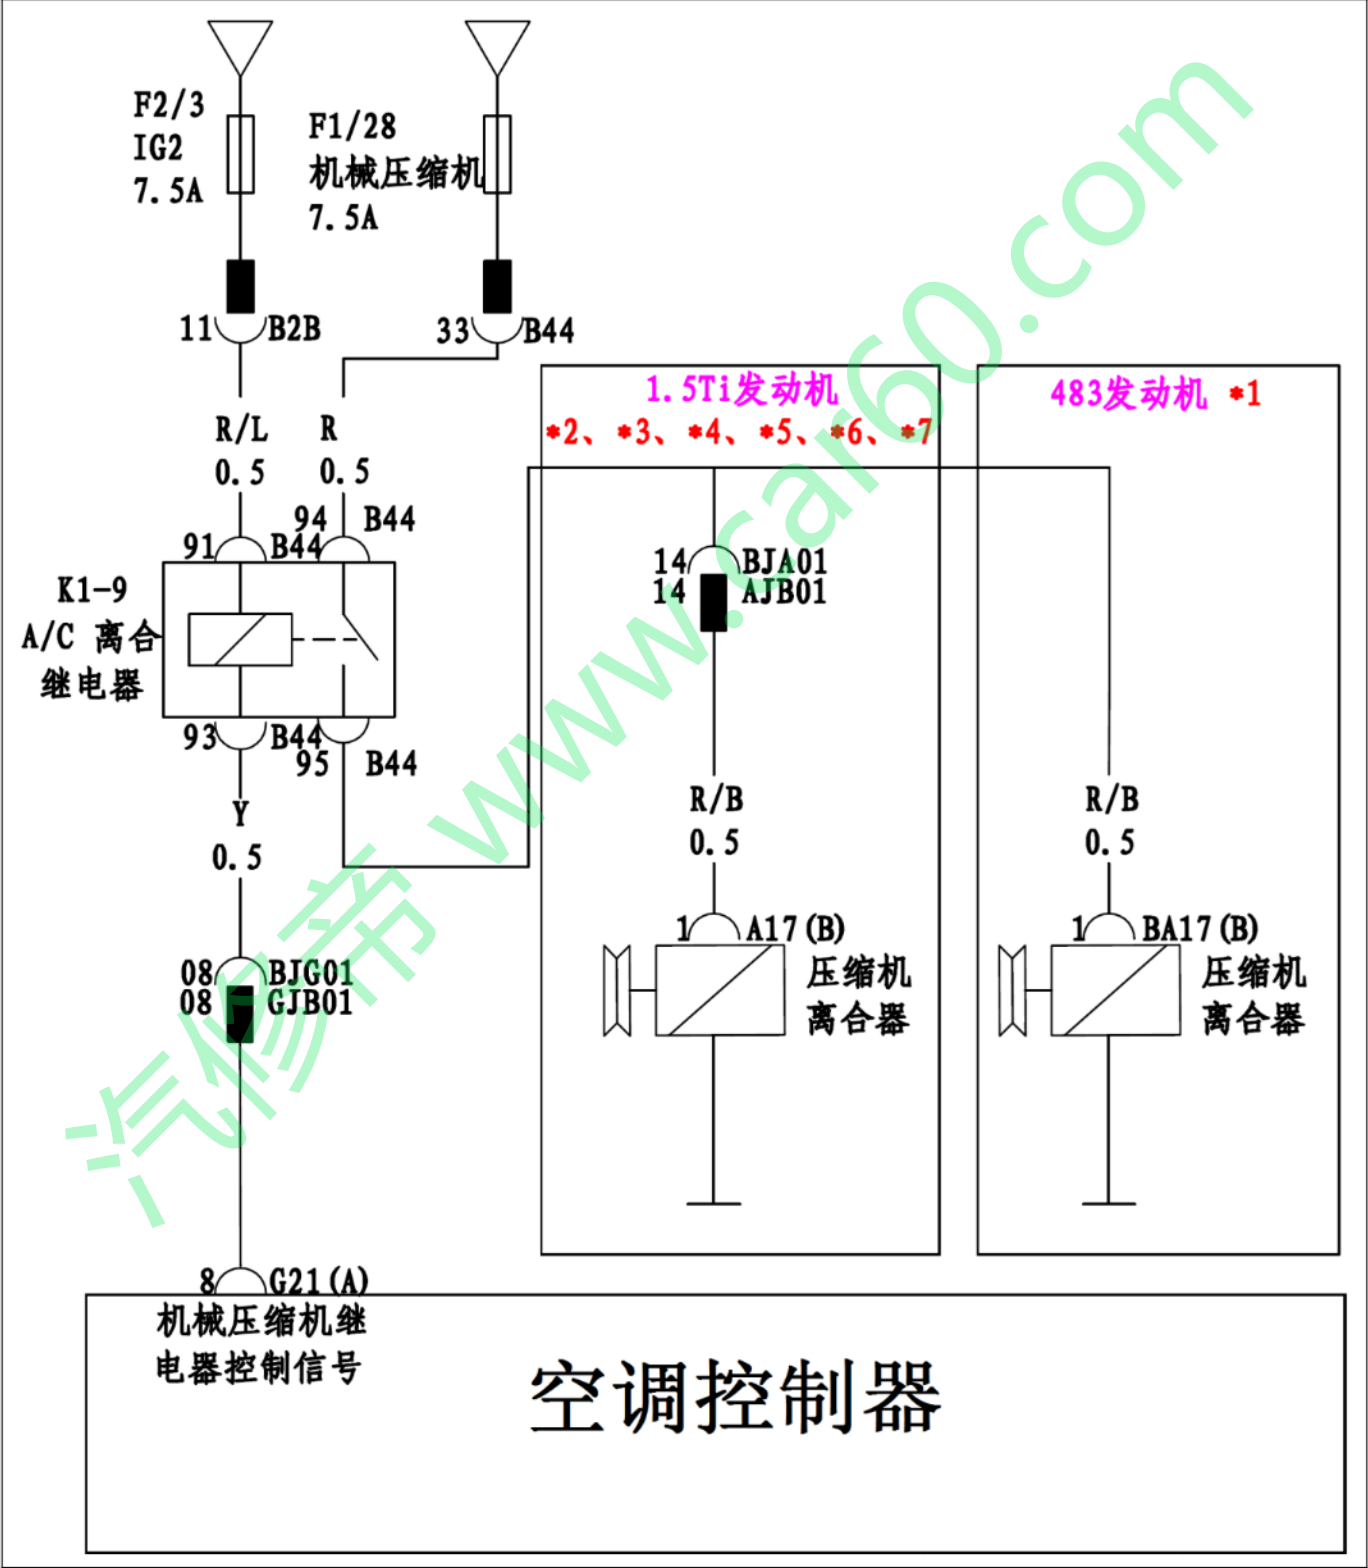 F2/3
IG2
7.5A
F1/28
机械压缩机
7.5A
11 B2B
33 B44
1.5Ti发动机
*2、*3、*4、*5、*6、*7
483发动机 *1
R/L
0.5
R
0.5
91 B44
94 B44
K1-9
A/C 离合
继电器
93 B44
95 B44
14 BJA01
14 AJB01
Y
0.5
R/B
0.5
R/B
0.5
1 A17(B)
压缩机
离合器
1 BA17(B)
压缩机
离合器
08 BJG01
08 GJB01
8 G21(A)
机械压缩机继
电器控制信号
空调控制器
汽修帝 www.car60.com